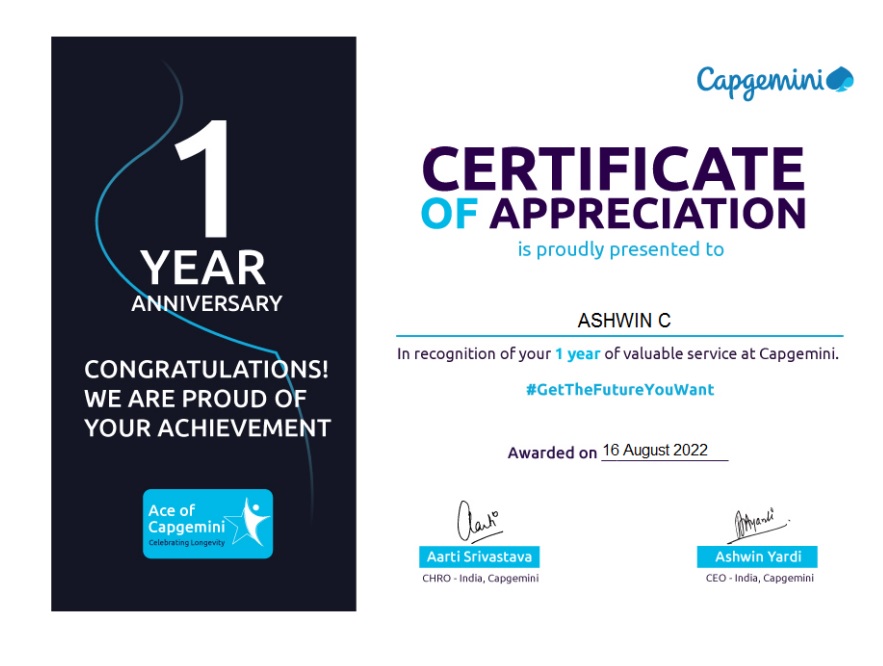 1
YEAR
ANNIVERSARY
CONGRATULATIONS!
WE ARE PROUD OF
YOUR ACHIEVEMENT
Ace of
Capgemini
Celebrating Longevity
Capgemini
CERTIFICATE
OF APPRECIATION
is proudly presented to
ASHWIN C
In recognition of your 1 year of valuable service at Capgemini.
#GetTheFutureYouWant
Awarded on 16 August 2022
Aarti
Aarti Srivastava
CHRO - India, Capgemini
Ashwin Yardi
CEO - India, Capgemini